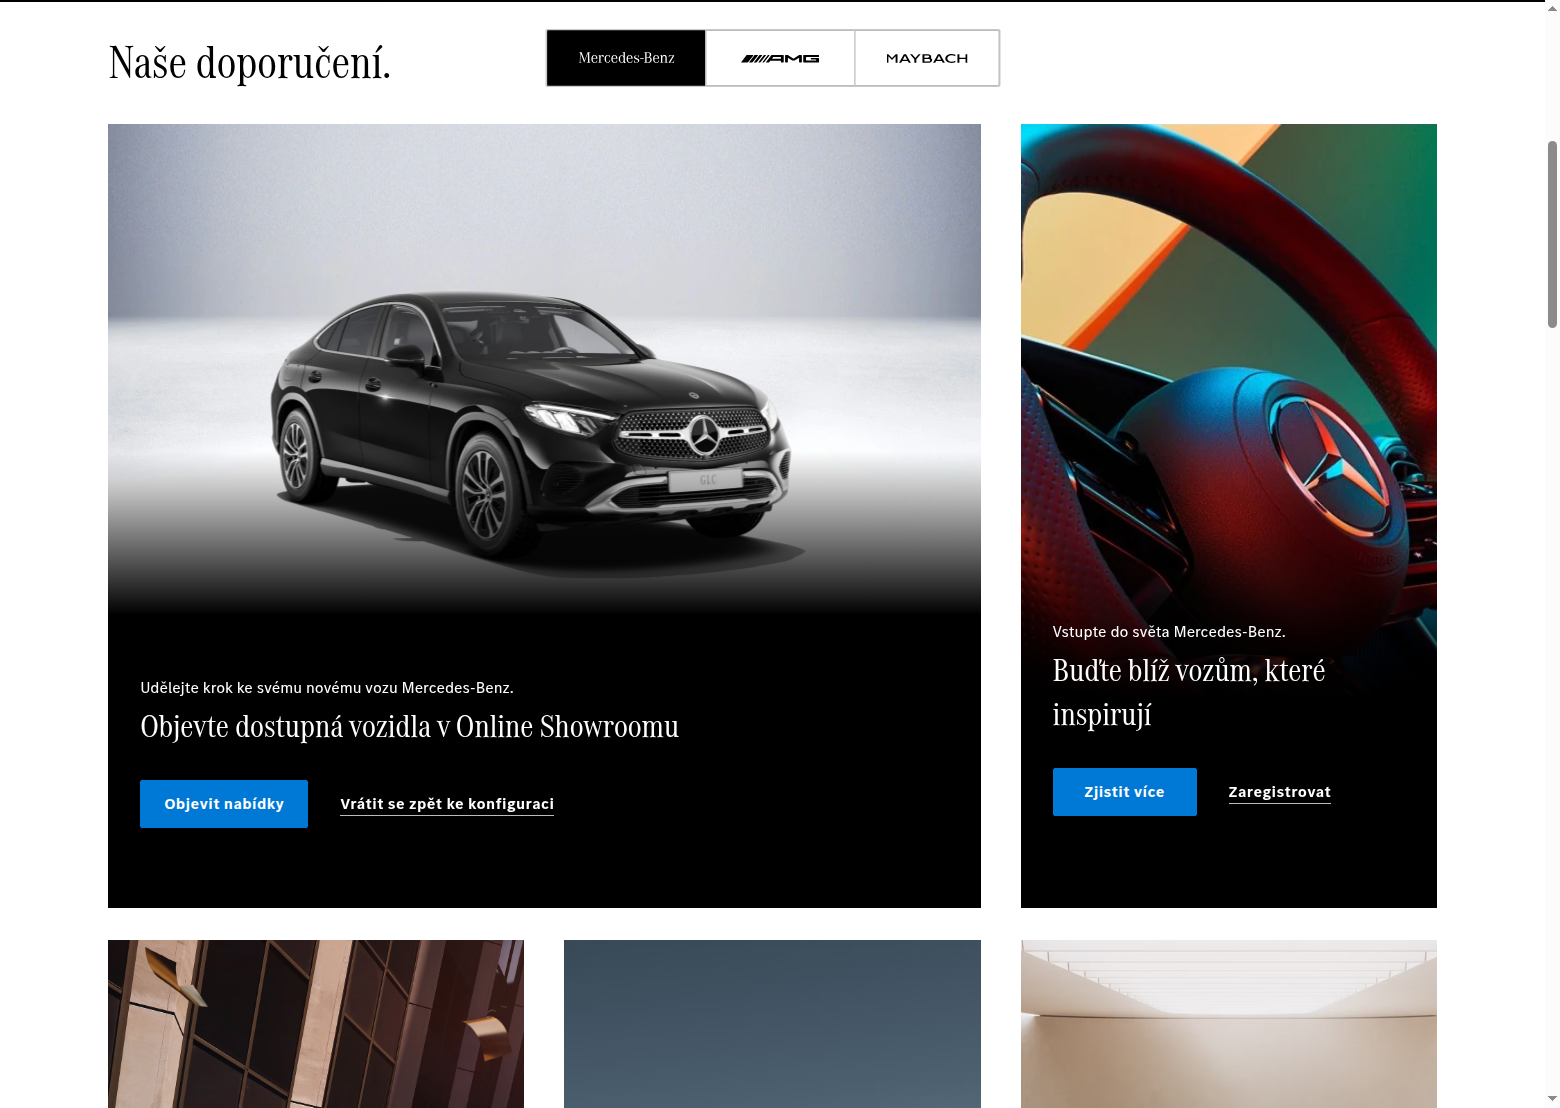 Naše doporučení.
Mercedes-Benz
AMG
MAYBACH
GLC
Udělejte krok ke svému novému vozu Mercedes-Benz.
Objevte dostupná vozidla v Online Showroomu
Objevit nabídky
Vrátit se zpět ke konfiguraci
Vstupte do světa Mercedes-Benz.
Buďte blíž vozům, které
inspirují
Zjistit více
Zaregistrovat